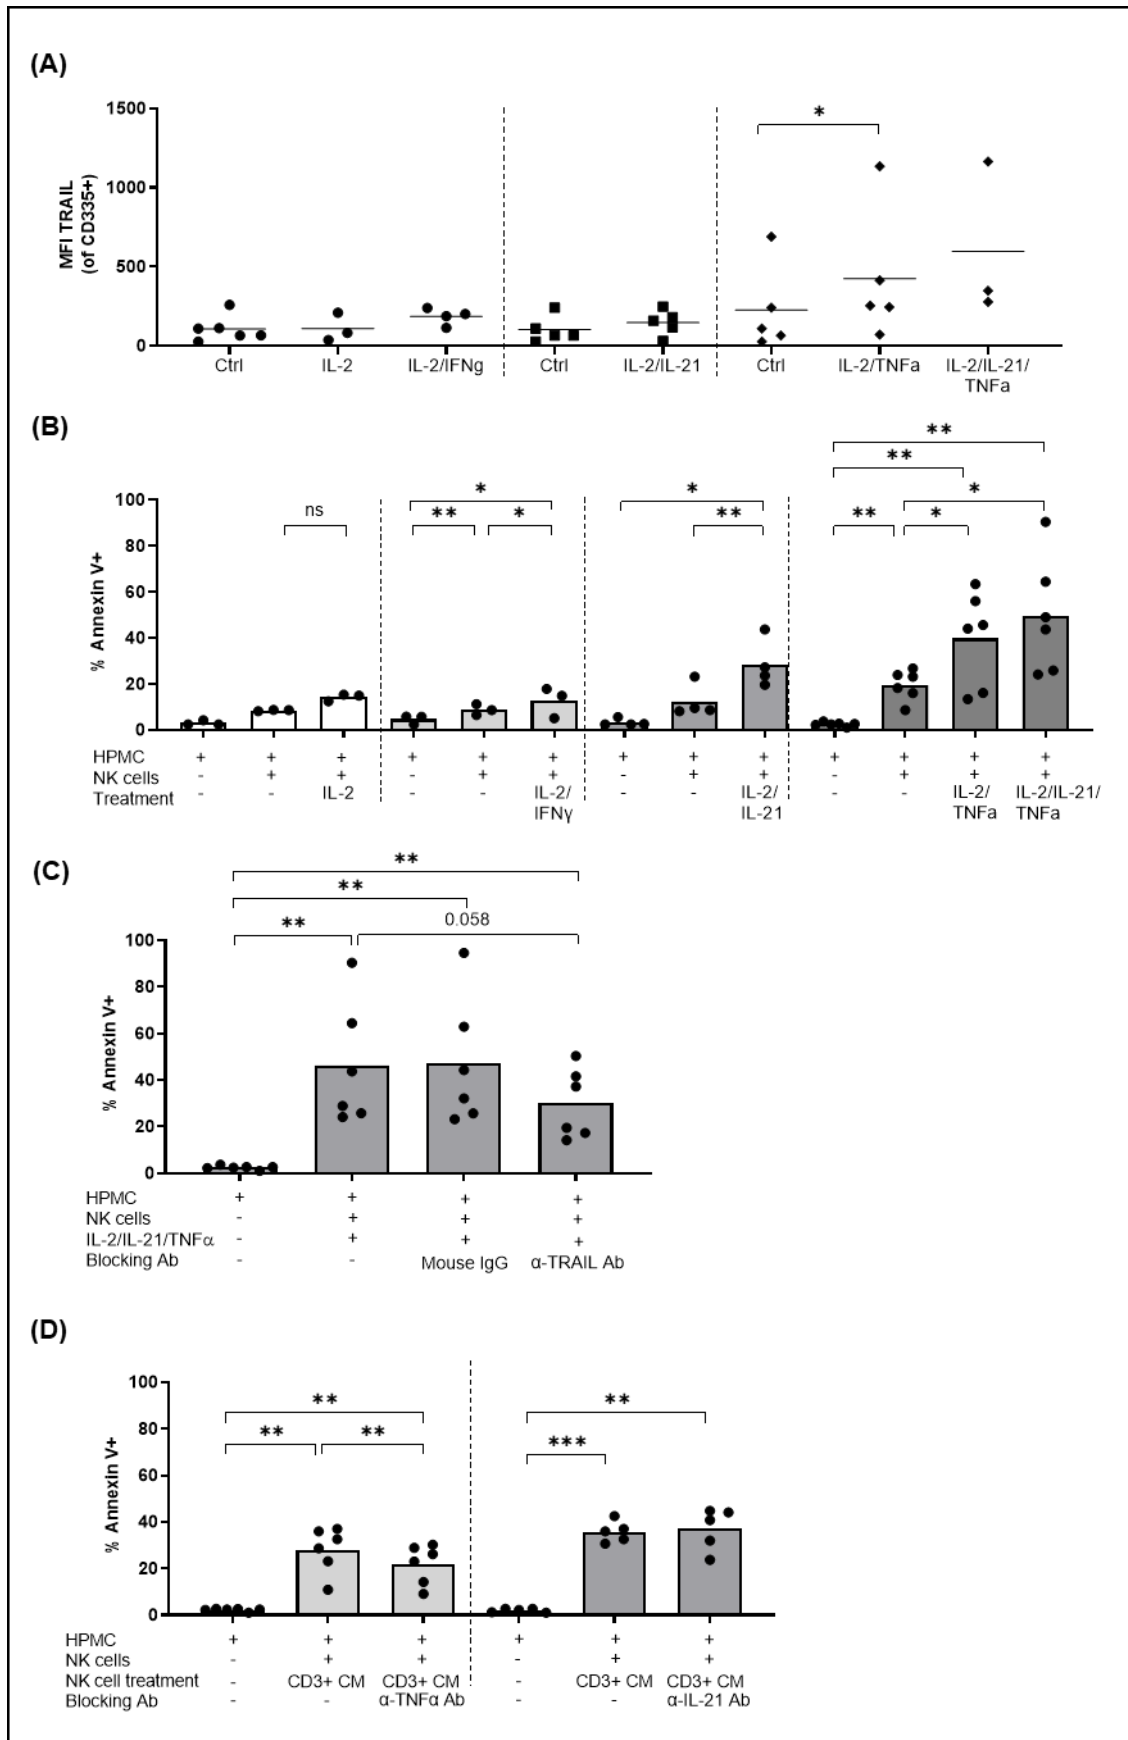 (A)
1500
1000
500
0
MFI TRAIL
(of CD335+)
*
Ctrl IL-2 IL-2/IFNg Ctrl IL-2/IL-21 Ctrl IL-2/TNFa IL-2/IL-21/
TNFa
(B)
**
**
* * *
ns ** * ** ** *
100
80
60
40
20
0
% Annexin V+
HPMC + + + + + + + + + + + + +
NK cells - + + - + + - + + - + + +
Treatment - - IL-2 - - IL-2/ - - IL-2/ - - IL-2/ IL-2/IL-21/
IFNγ IL-21 TNFa TNFa
(C)
**
**
** 0.058
100
80
60
40
20
0
% Annexin V+
HPMC + + + +
NK cells - + + +
IL-2/IL-21/TNFα - + + +
Blocking Ab - - Mouse IgG α-TRAIL Ab
(D)
** **
** ** ***
100
80
60
40
20
0
% Annexin V+
HPMC + + + + + +
NK cells - + + - + +
NK cell treatment - CD3+ CM CD3+ CM - CD3+ CM CD3+ CM
Blocking Ab - - α-TNFα Ab - - α-IL-21 Ab